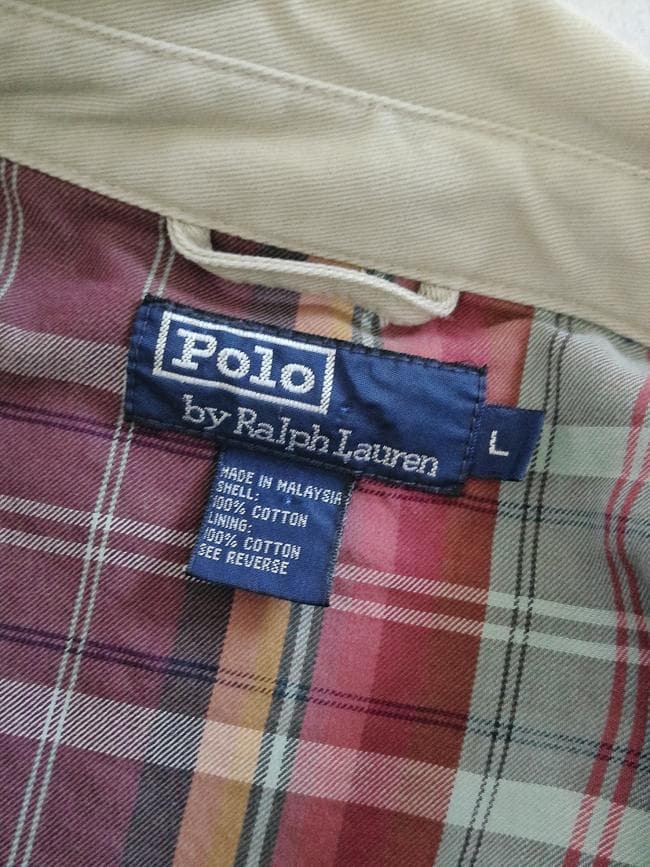 Polo
by Ralph Lauren
L
MADE IN MALAYSIA
SHELL:
100% COTTON
LINING:
100% COTTON
SEE REVERSE